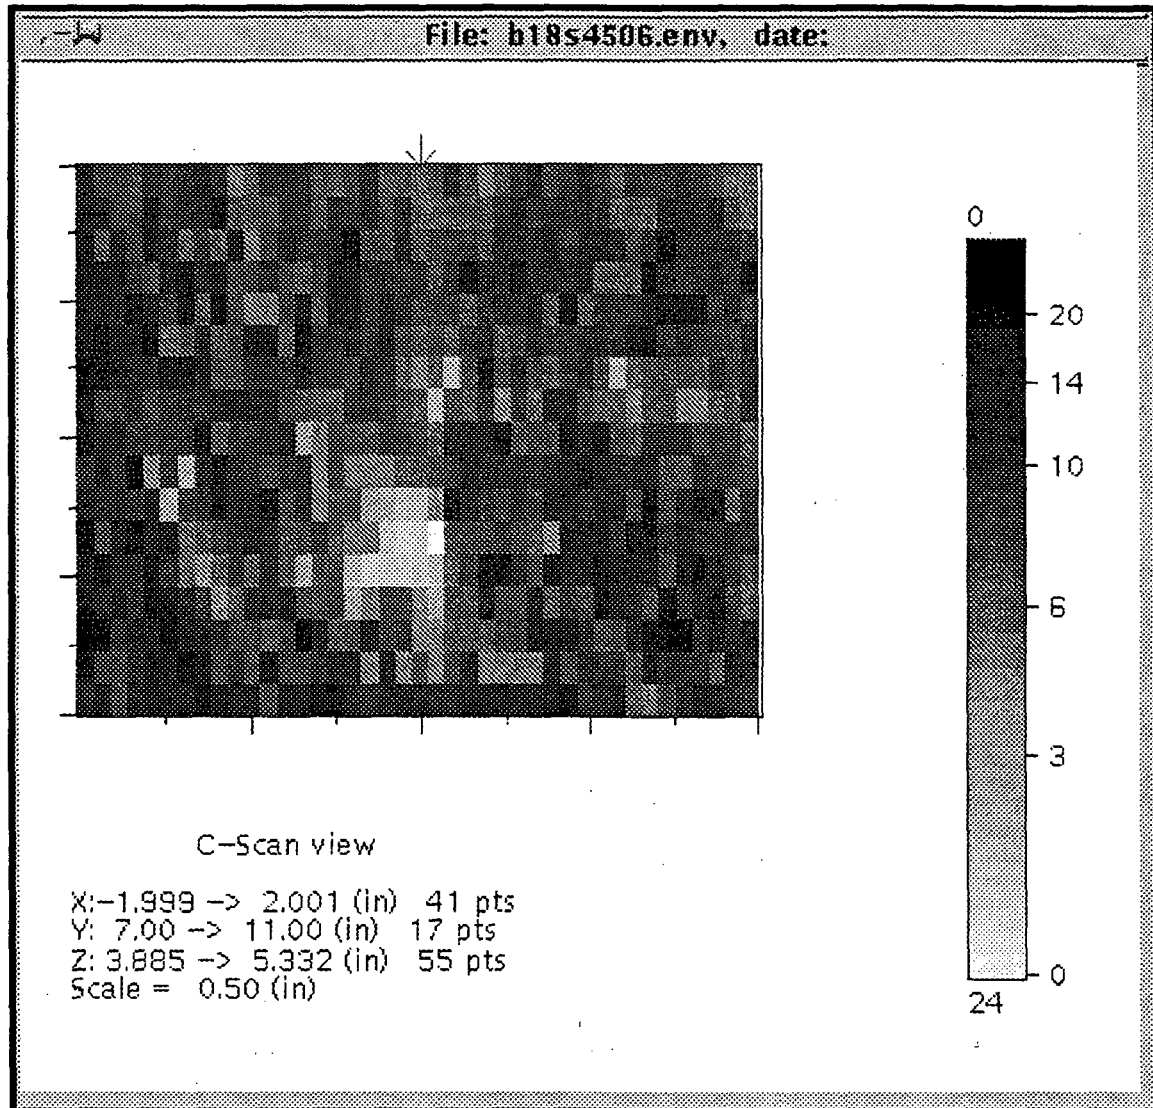 File: b18s4506.env, date:
0
20
14
10
6
3
0
24
C-Scan view
X:-1.999 -> 2.001 (in) 41 pts
Y: 7.00 -> 11.00 (in) 17 pts
Z: 3.885 -> 5.332 (in) 55 pts
Scale = 0.50 (in)